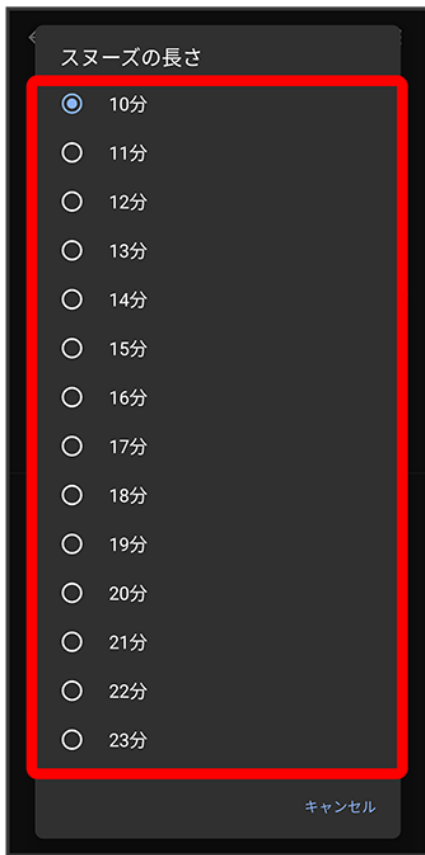 スヌーズの長さ
10分
11分
12分
13分
14分
15分
16分
17分
18分
19分
20分
21分
22分
23分
キャンセル